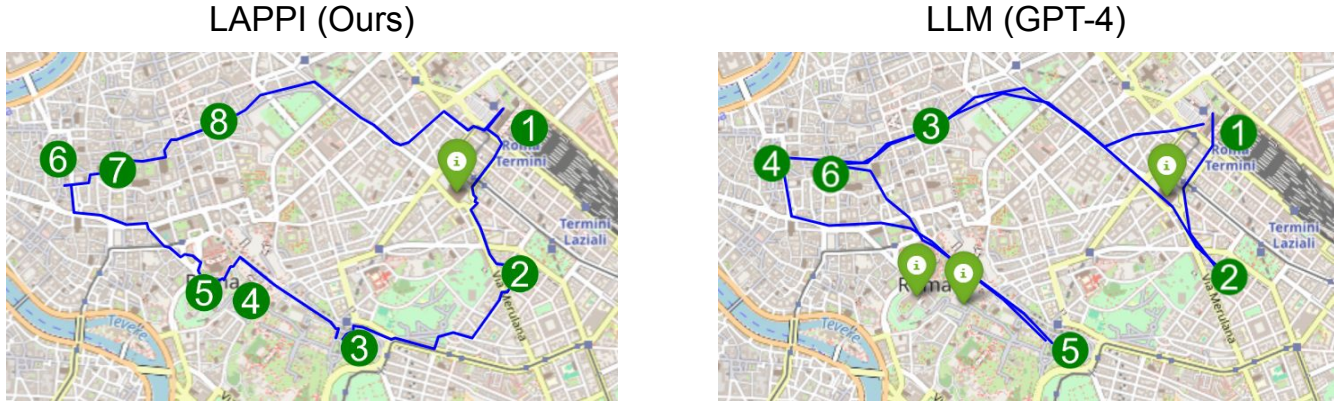 LAPPI (Ours)
LLM (GPT-4)
1
8
6
7
Roma
Termini
Termini
Laziali
2
Via Merulana
5
4
3
Tevere
3
1
4
6
Roma
Termini
Termini
Laziali
2
Roma
Via Merulana
Tevere
5